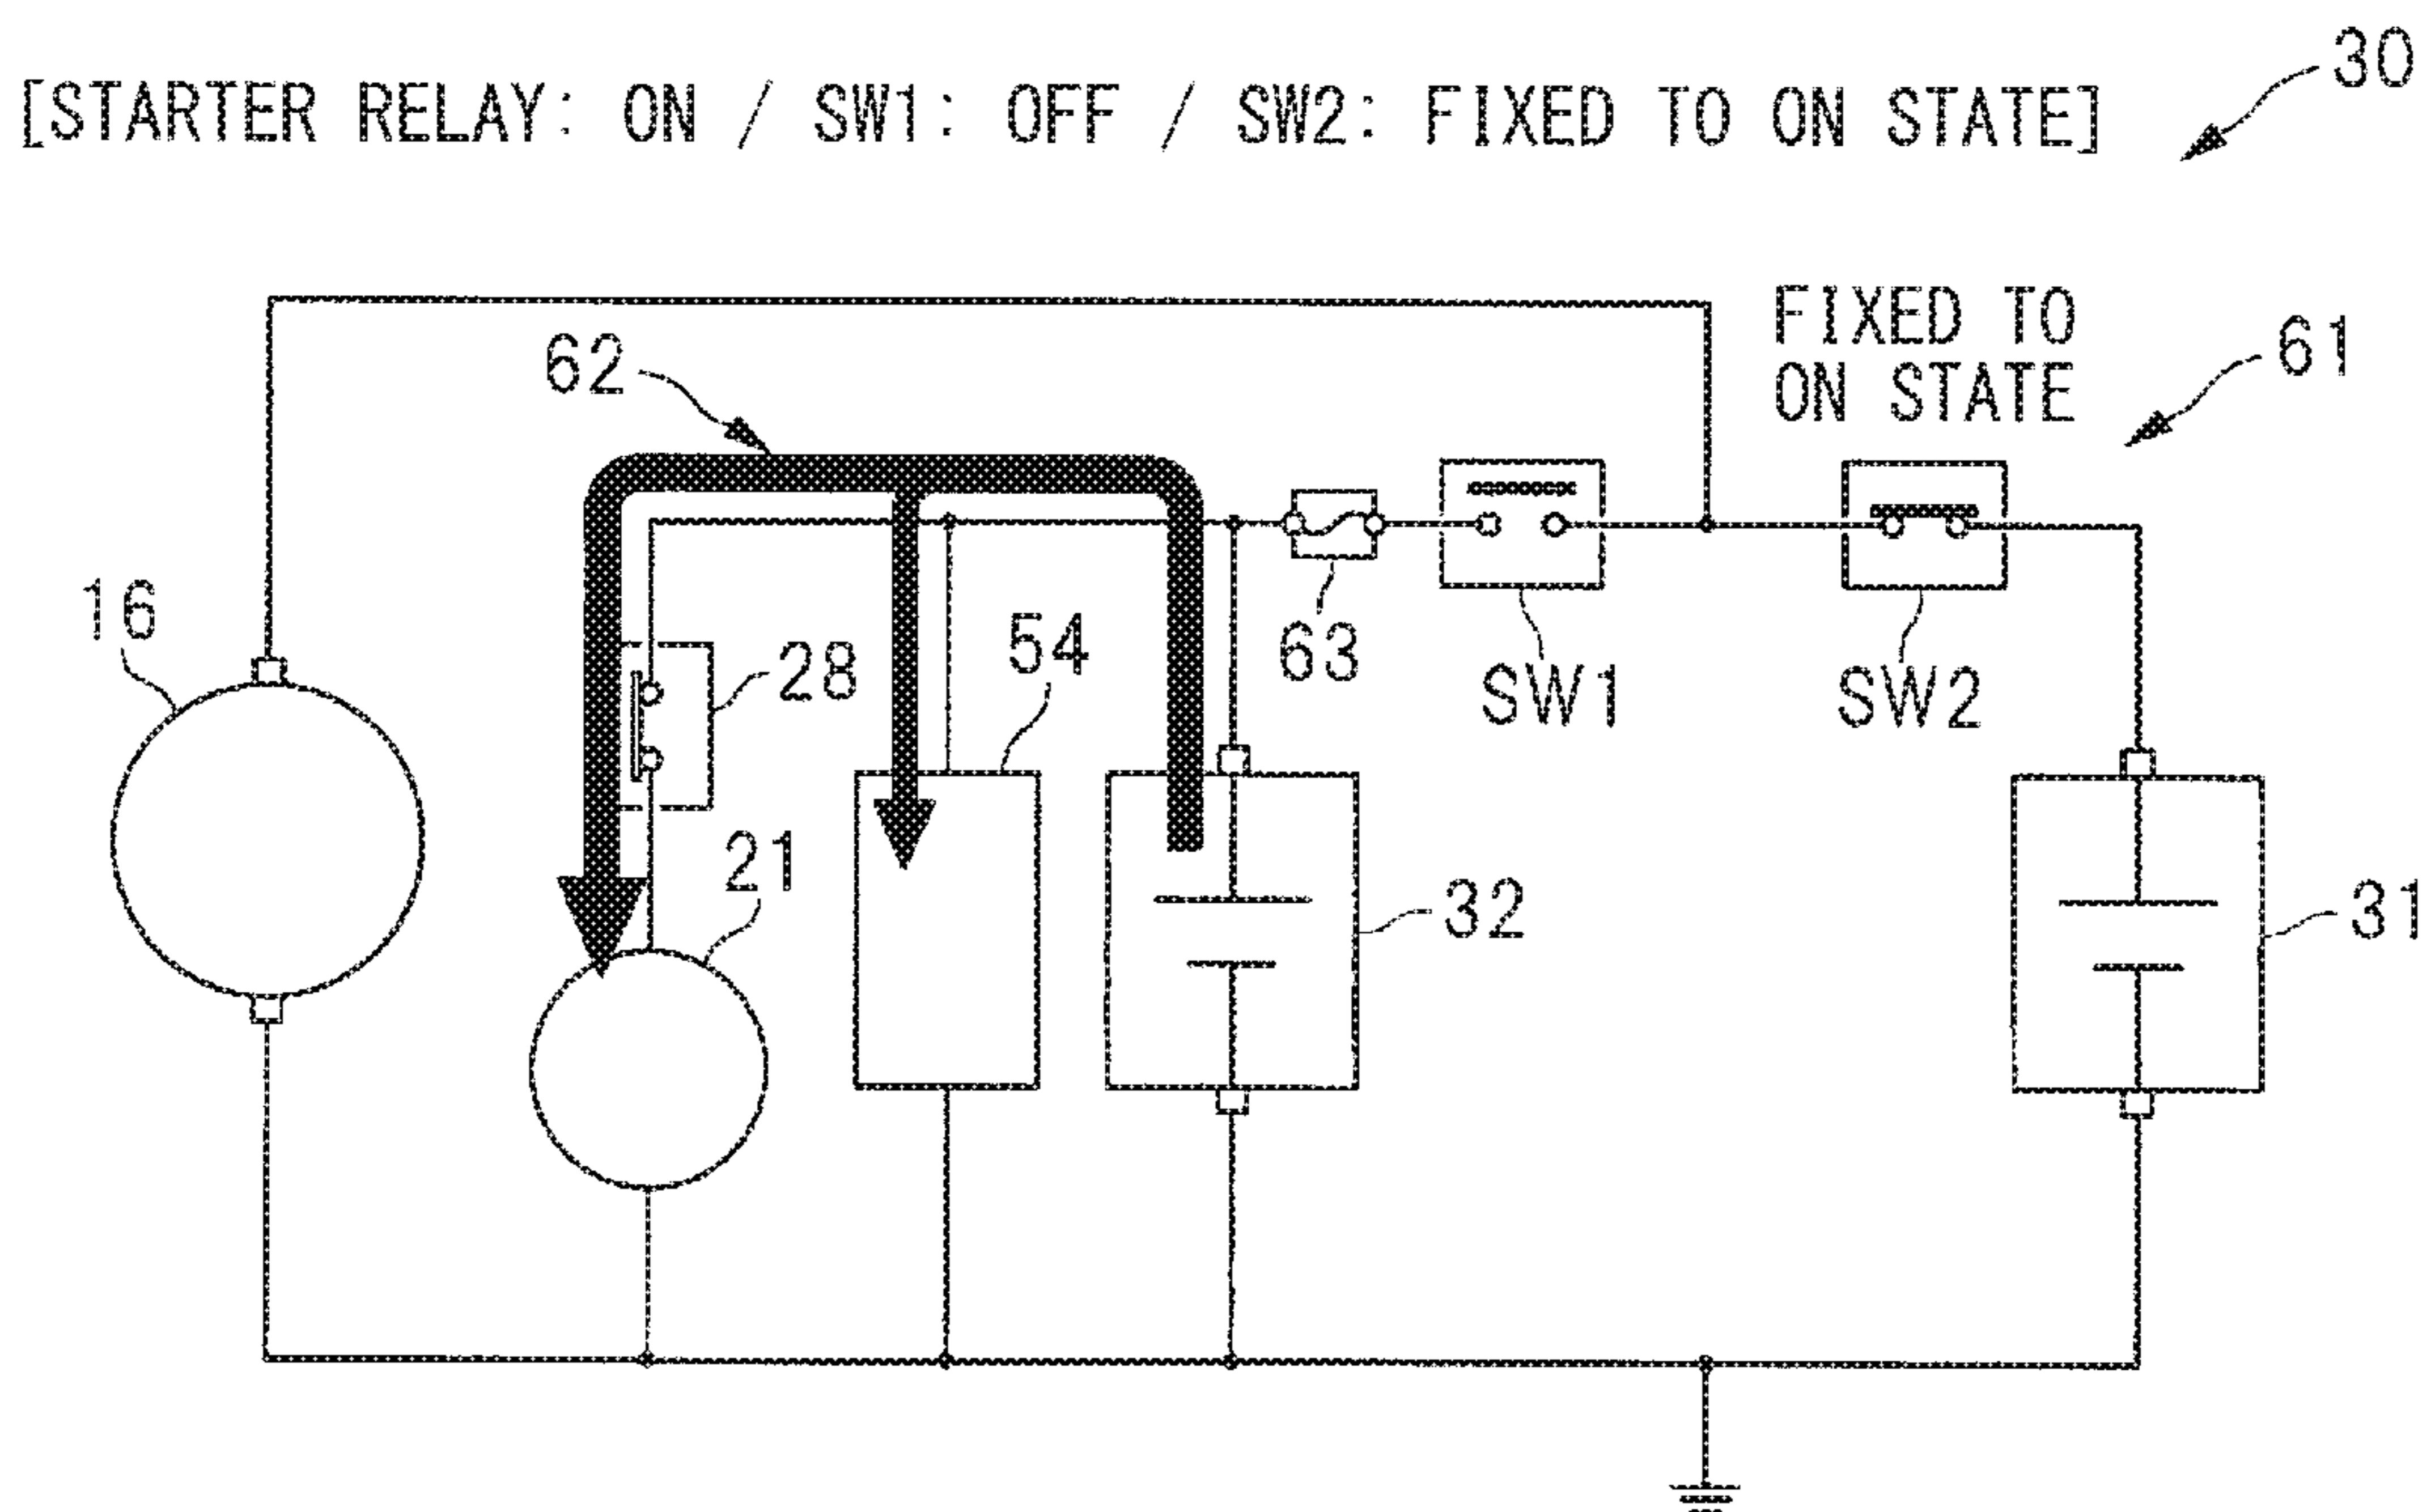 30
[STARTER RELAY: ON / SW1: OFF / SW2: FIXED TO ON STATE]
FIXED TO
ON STATE
61
62
16
28
54
63
SW1
SW2
21
32
31